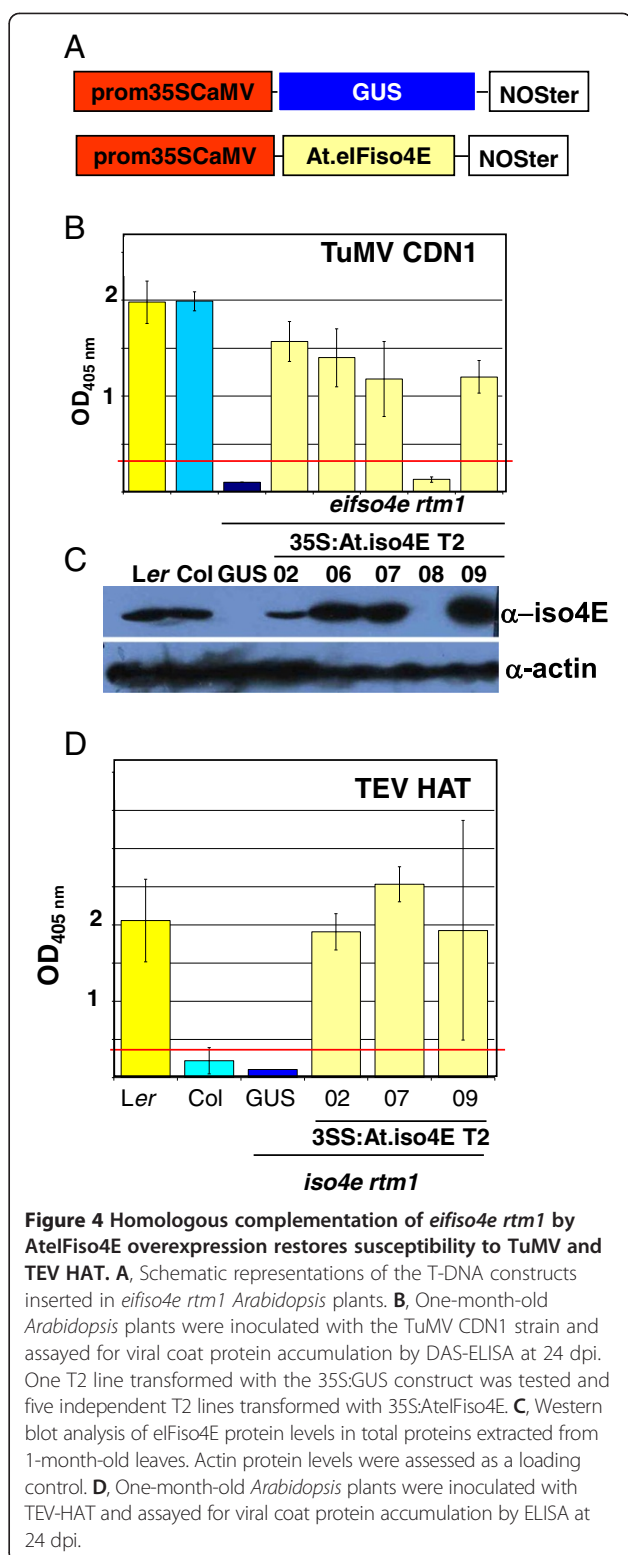 A
prom35SCaMV GUS NOSter
prom35SCaMV At.eIFiso4E NOSter
B
TuMV CDN1
2
1
OD405 nm
eifso4e rtm1
35S:At.iso4E T2
C
Ler Col GUS 02 06 07 08 09
α–iso4E
α-actin
D
TEV HAT
2
1
OD405 nm
Ler Col GUS 02 07 09
3SS:At.iso4E T2
iso4e rtm1
Figure 4 Homologous complementation of eifiso4e rtm1 by
AteIFiso4E overexpression restores susceptibility to TuMV and
TEV HAT. A, Schematic representations of the T-DNA constructs
inserted in eifiso4e rtm1 Arabidopsis plants. B, One-month-old
Arabidopsis plants were inoculated with the TuMV CDN1 strain and
assayed for viral coat protein accumulation by DAS-ELISA at 24 dpi.
One T2 line transformed with the 35S:GUS construct was tested and
five independent T2 lines transformed with 35S:AteIFiso4E. C, Western
blot analysis of eIFiso4E protein levels in total proteins extracted from
1-month-old leaves. Actin protein levels were assessed as a loading
control. D, One-month-old Arabidopsis plants were inoculated with
TEV-HAT and assayed for viral coat protein accumulation by ELISA at
24 dpi.